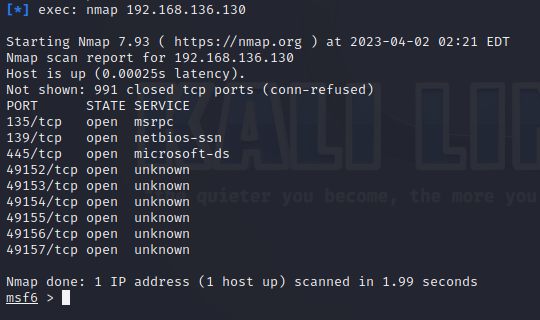 [*] exec: nmap 192.168.136.130
Starting Nmap 7.93 ( https://nmap.org ) at 2023-04-02 02:21 EDT
Nmap scan report for 192.168.136.130
Host is up (0.00025s latency).
Not shown: 991 closed tcp ports (conn-refused)
PORT      STATE SERVICE
135/tcp   open  msrpc
139/tcp   open  netbios-ssn
445/tcp   open  microsoft-ds
49152/tcp open  unknown
49153/tcp open  unknown
49154/tcp open  unknown
49155/tcp open  unknown
49156/tcp open  unknown
49157/tcp open  unknown
Nmap done: 1 IP address (1 host up) scanned in 1.99 seconds
msf6 >
KALI LIN
quieter you become, the more you